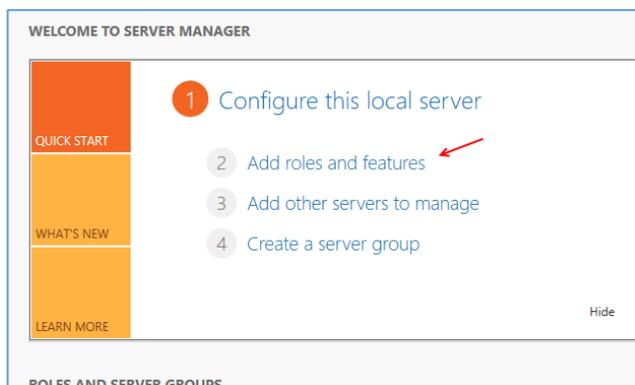 WELCOME TO SERVER MANAGER
QUICK START
1 Configure this local server
2 Add roles and features
3 Add other servers to manage
WHAT'S NEW
4 Create a server group
LEARN MORE
Hide
ROLES AND SERVER GROUPS